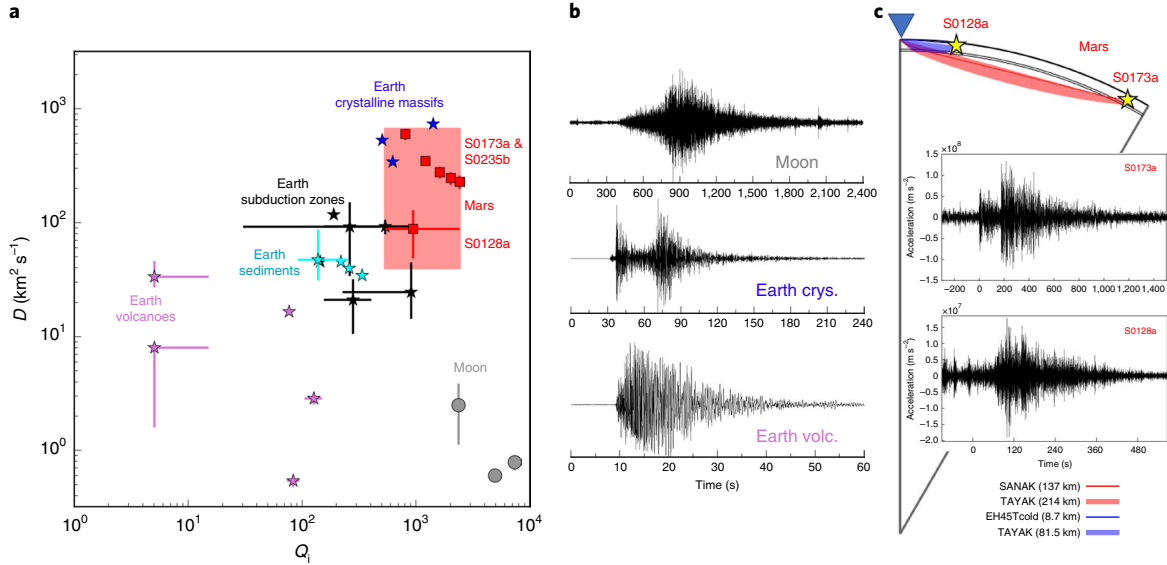 a
D (km² s⁻¹)
10³
10²
10¹
10⁰
10⁰
10¹
10²
10³
10⁴
Qᵢ
Earth
crystalline massifs
S0173a &
S0235b
Earth
subduction zones
Mars
S0128a
Earth
sediments
Earth
volcanoes
Moon
b
Moon
0 300 600 900 1,200 1,500 1,800 2,100 2,400
Earth crys.
0 30 60 90 120 150 180 210 240
Earth volc.
0 10 20 30 40 50 60
Time (s)
c
S0128a
Mars
S0173a
×10⁸
S0173a
Acceleration (m s⁻²)
1.5
1.0
0.5
0
−0.5
−1.0
−1.5
−200 0 200 400 600 800 1,000 1,200 1,400
×10⁷
S0128a
Acceleration (m s⁻²)
2.0
1.5
1.0
0.5
0
−0.5
−1.0
−1.5
2.0
0 120 240 360 480
Time (s)
SANAK (137 km)
TAYAK (214 km)
EH45Tcold (8.7 km)
TAYAK (81.5 km)